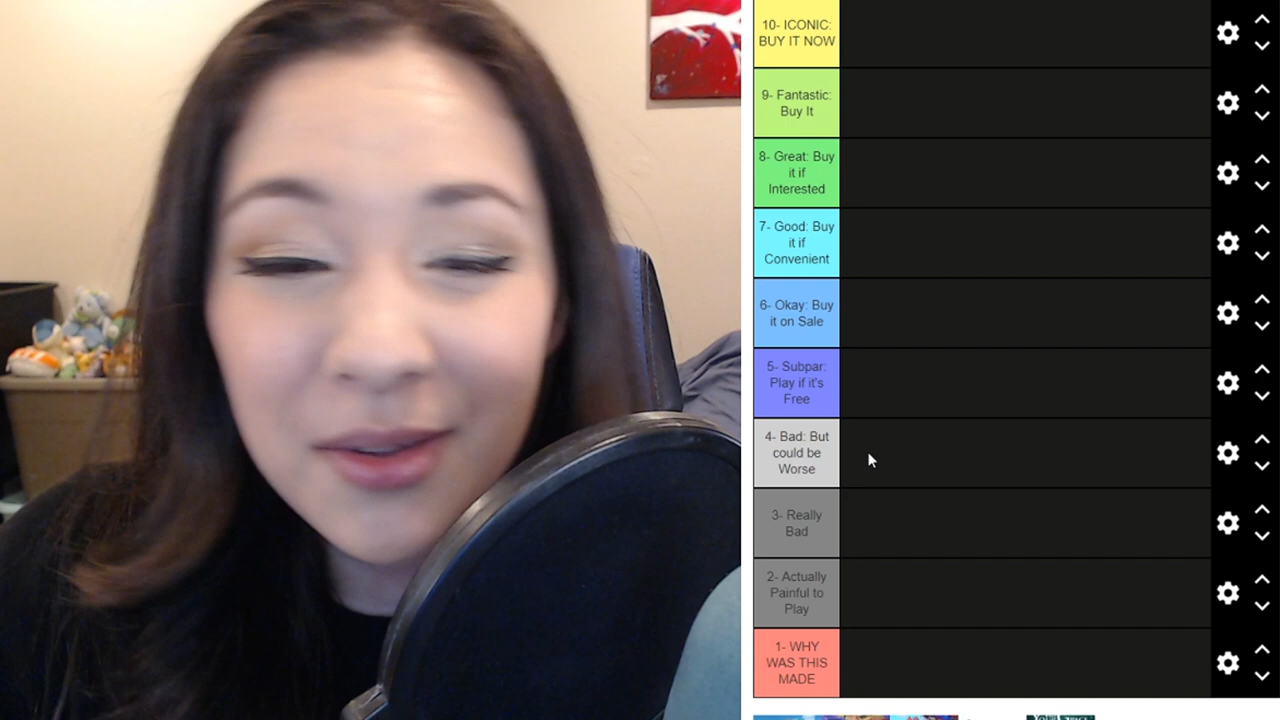 10- ICONIC:
BUY IT NOW
9- Fantastic:
Buy It
8- Great: Buy
it if
Interested
7- Good: Buy
it if
Convenient
6- Okay: Buy
it on Sale
5- Subpar:
Play if it's
Free
4- Bad: But
could be
Worse
3- Really
Bad
2- Actually
Painful to
Play
1- WHY
WAS THIS
MADE